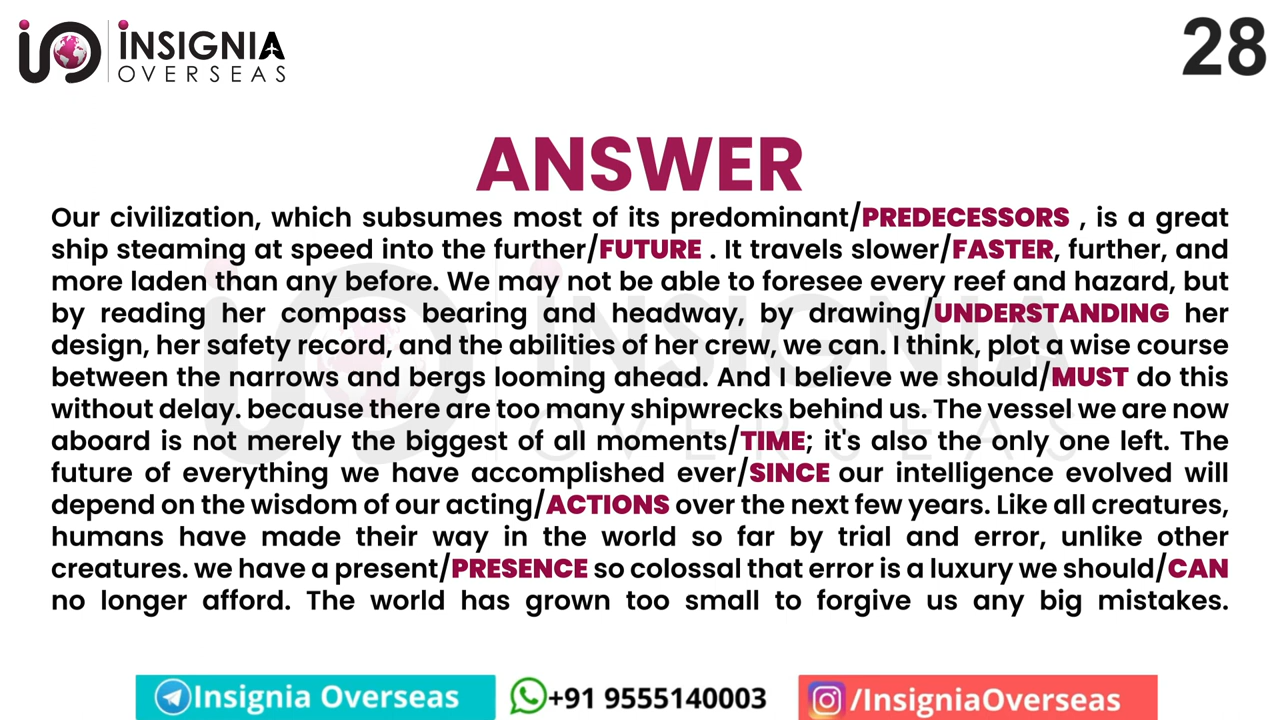 INSIGNIA
OVERSEAS
28
ANSWER
Our civilization, which subsumes most of its predominant/PREDECESSORS , is a great
ship steaming at speed into the further/FUTURE . It travels slower/FASTER, further, and
more laden than any before. We may not be able to foresee every reef and hazard, but
by reading her compass bearing and headway, by drawing/UNDERSTANDING her
design, her safety record, and the abilities of her crew, we can. I think, plot a wise course
between the narrows and bergs looming ahead. And I believe we should/MUST do this
without delay. because there are too many shipwrecks behind us. The vessel we are now
aboard is not merely the biggest of all moments/TIME; it's also the only one left. The
future of everything we have accomplished ever/SINCE our intelligence evolved will
depend on the wisdom of our acting/ACTIONS over the next few years. Like all creatures,
humans have made their way in the world so far by trial and error, unlike other
creatures. we have a present/PRESENCE so colossal that error is a luxury we should/CAN
no longer afford. The world has grown too small to forgive us any big mistakes.
Insignia Overseas
+91 9555140003
/InsigniaOverseas